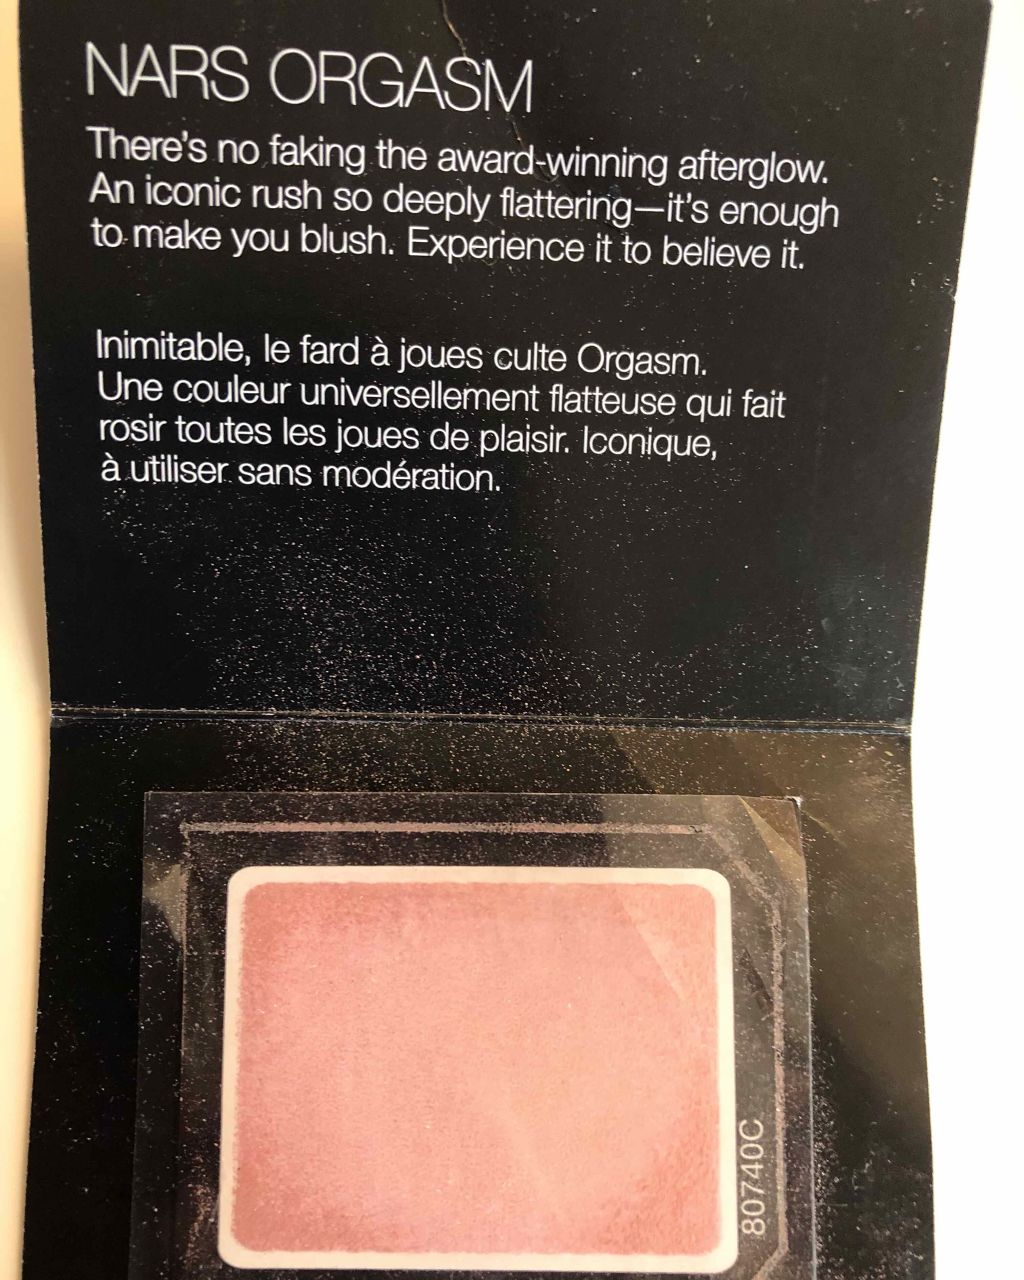 NARS ORGASM
There's no faking the award-winning afterglow.
An iconic rush so deeply flattering—it's enough
to make you blush. Experience it to believe it.
Inimitable, le fard à joues culte Orgasm.
Une couleur universellement flatteuse qui fait
rosir toutes les joues de plaisir. Iconique,
à utiliser sans modération.
80740C